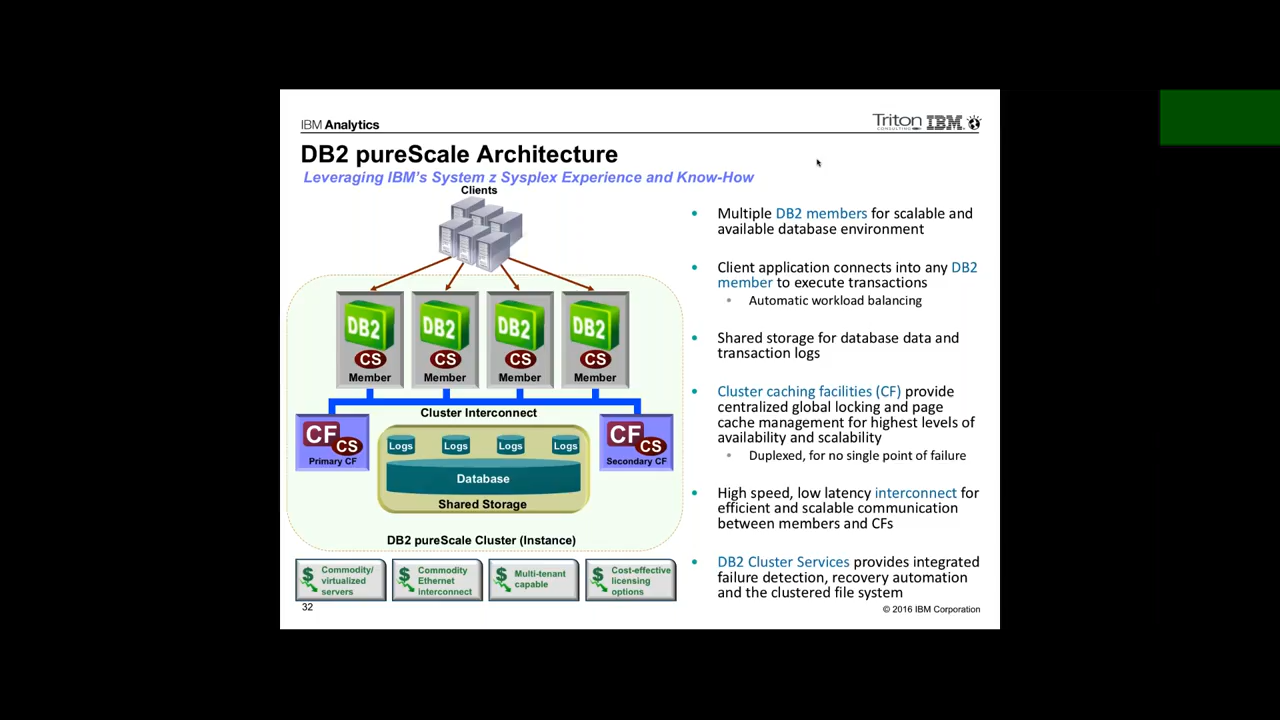 IBM Analytics
Triton
CONSULTING
IBM
DB2 pureScale Architecture
Leveraging IBM's System z Sysplex Experience and Know-How
Clients
DB2 DB2 DB2 DB2
CS CS CS CS
Member Member Member Member
Cluster Interconnect
CF CS
Primary CF
CF CS
Secondary CF
Logs Logs Logs Logs
Database
Shared Storage
DB2 pureScale Cluster (Instance)
$ Commodity/
virtualized
servers
$ Commodity
Ethernet
interconnect
$ Multi-tenant
capable
$ Cost-effective
licensing
options
• Multiple DB2 members for scalable and
available database environment
• Client application connects into any DB2
member to execute transactions
• Automatic workload balancing
• Shared storage for database data and
transaction logs
• Cluster caching facilities (CF) provide
centralized global locking and page
cache management for highest levels of
availability and scalability
• Duplexed, for no single point of failure
• High speed, low latency interconnect for
efficient and scalable communication
between members and CFs
• DB2 Cluster Services provides integrated
failure detection, recovery automation
and the clustered file system
32
© 2016 IBM Corporation